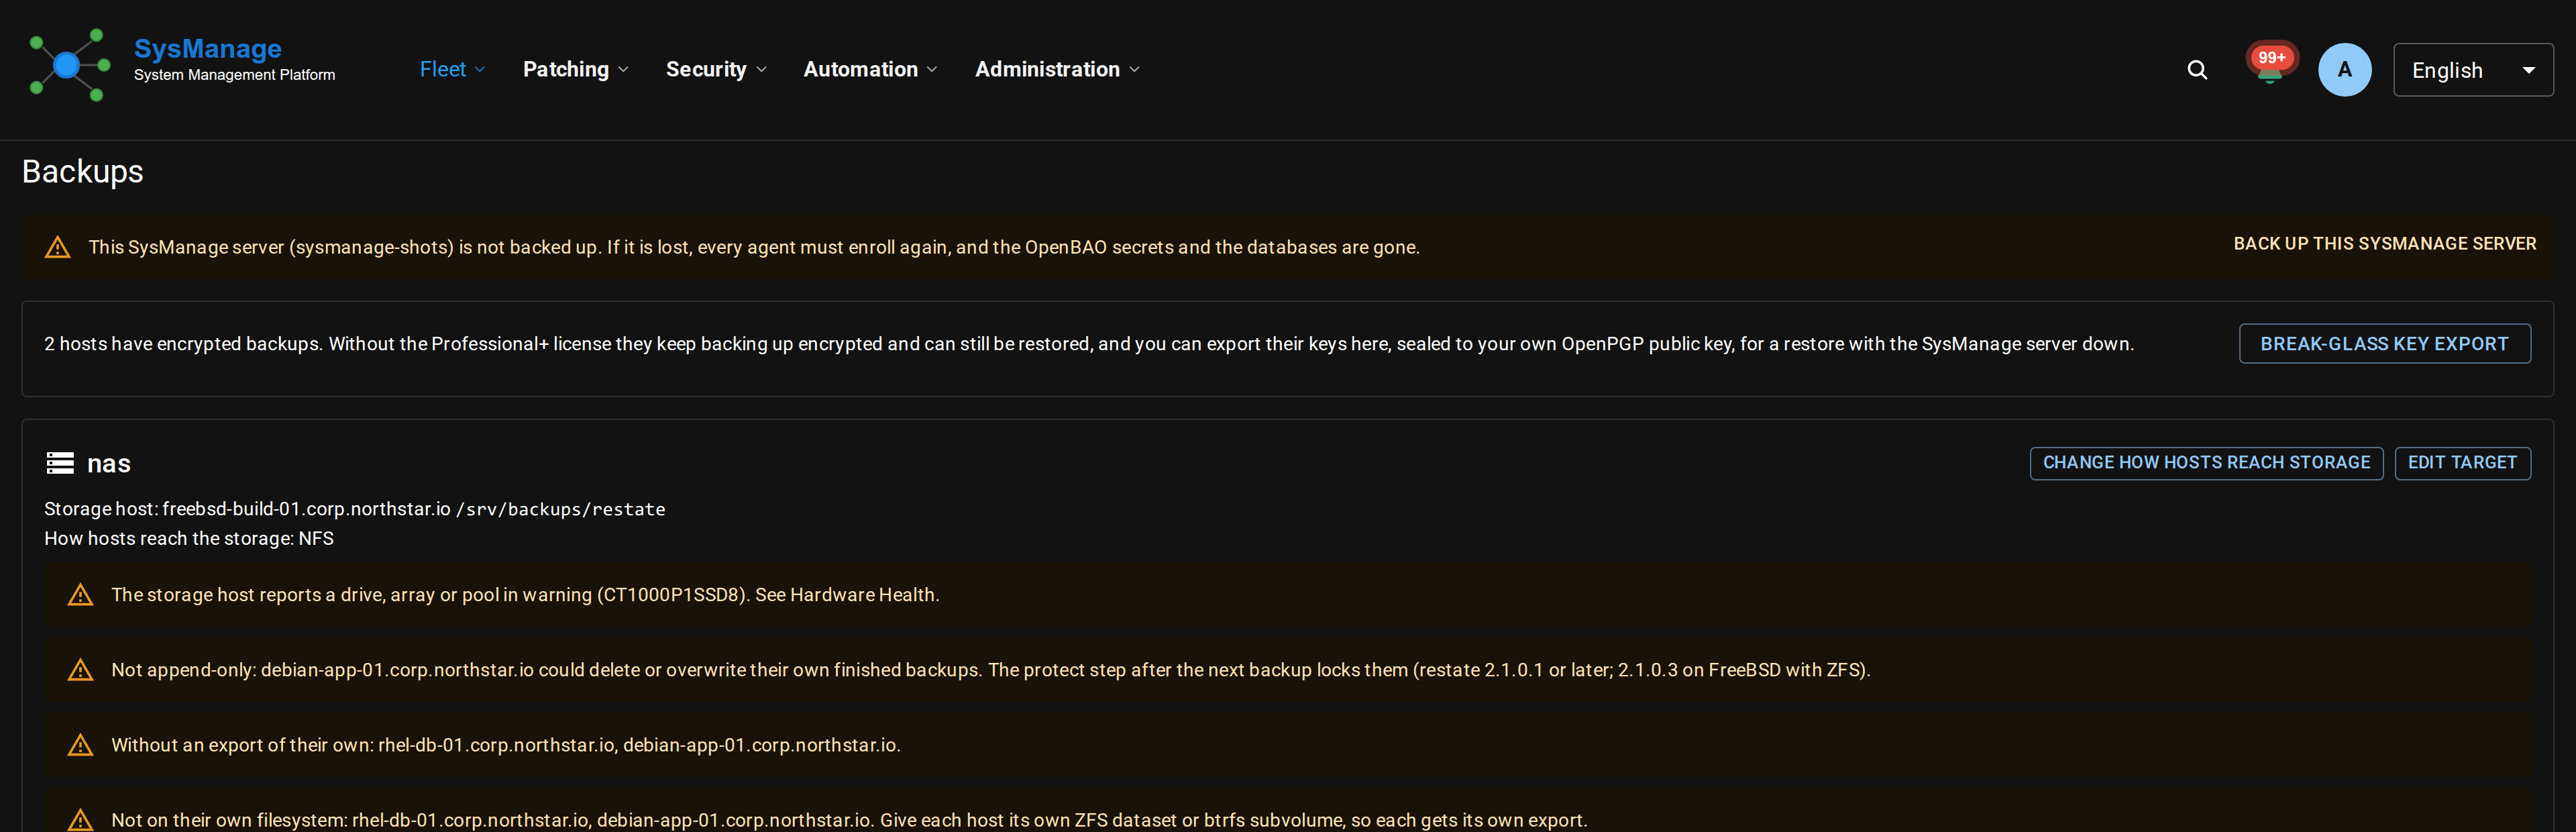 SysManage
System Management Platform
Fleet
Patching
Security
Automation
Administration
99+
A
English
Backups
This SysManage server (sysmanage-shots) is not backed up. If it is lost, every agent must enroll again, and the OpenBAO secrets and the databases are gone.
BACK UP THIS SYSMANAGE SERVER
2 hosts have encrypted backups. Without the Professional+ license they keep backing up encrypted and can still be restored, and you can export their keys here, sealed to your own OpenPGP public key, for a restore with the SysManage server down.
BREAK-GLASS KEY EXPORT
nas
CHANGE HOW HOSTS REACH STORAGE
EDIT TARGET
Storage host: freebsd-build-01.corp.northstar.io /srv/backups/restate
How hosts reach the storage: NFS
The storage host reports a drive, array or pool in warning (CT1000P1SSD8). See Hardware Health.
Not append-only: debian-app-01.corp.northstar.io could delete or overwrite their own finished backups. The protect step after the next backup locks them (restate 2.1.0.1 or later; 2.1.0.3 on FreeBSD with ZFS).
Without an export of their own: rhel-db-01.corp.northstar.io, debian-app-01.corp.northstar.io.
Not on their own filesystem: rhel-db-01.corp.northstar.io, debian-app-01.corp.northstar.io. Give each host its own ZFS dataset or btrfs subvolume, so each gets its own export.